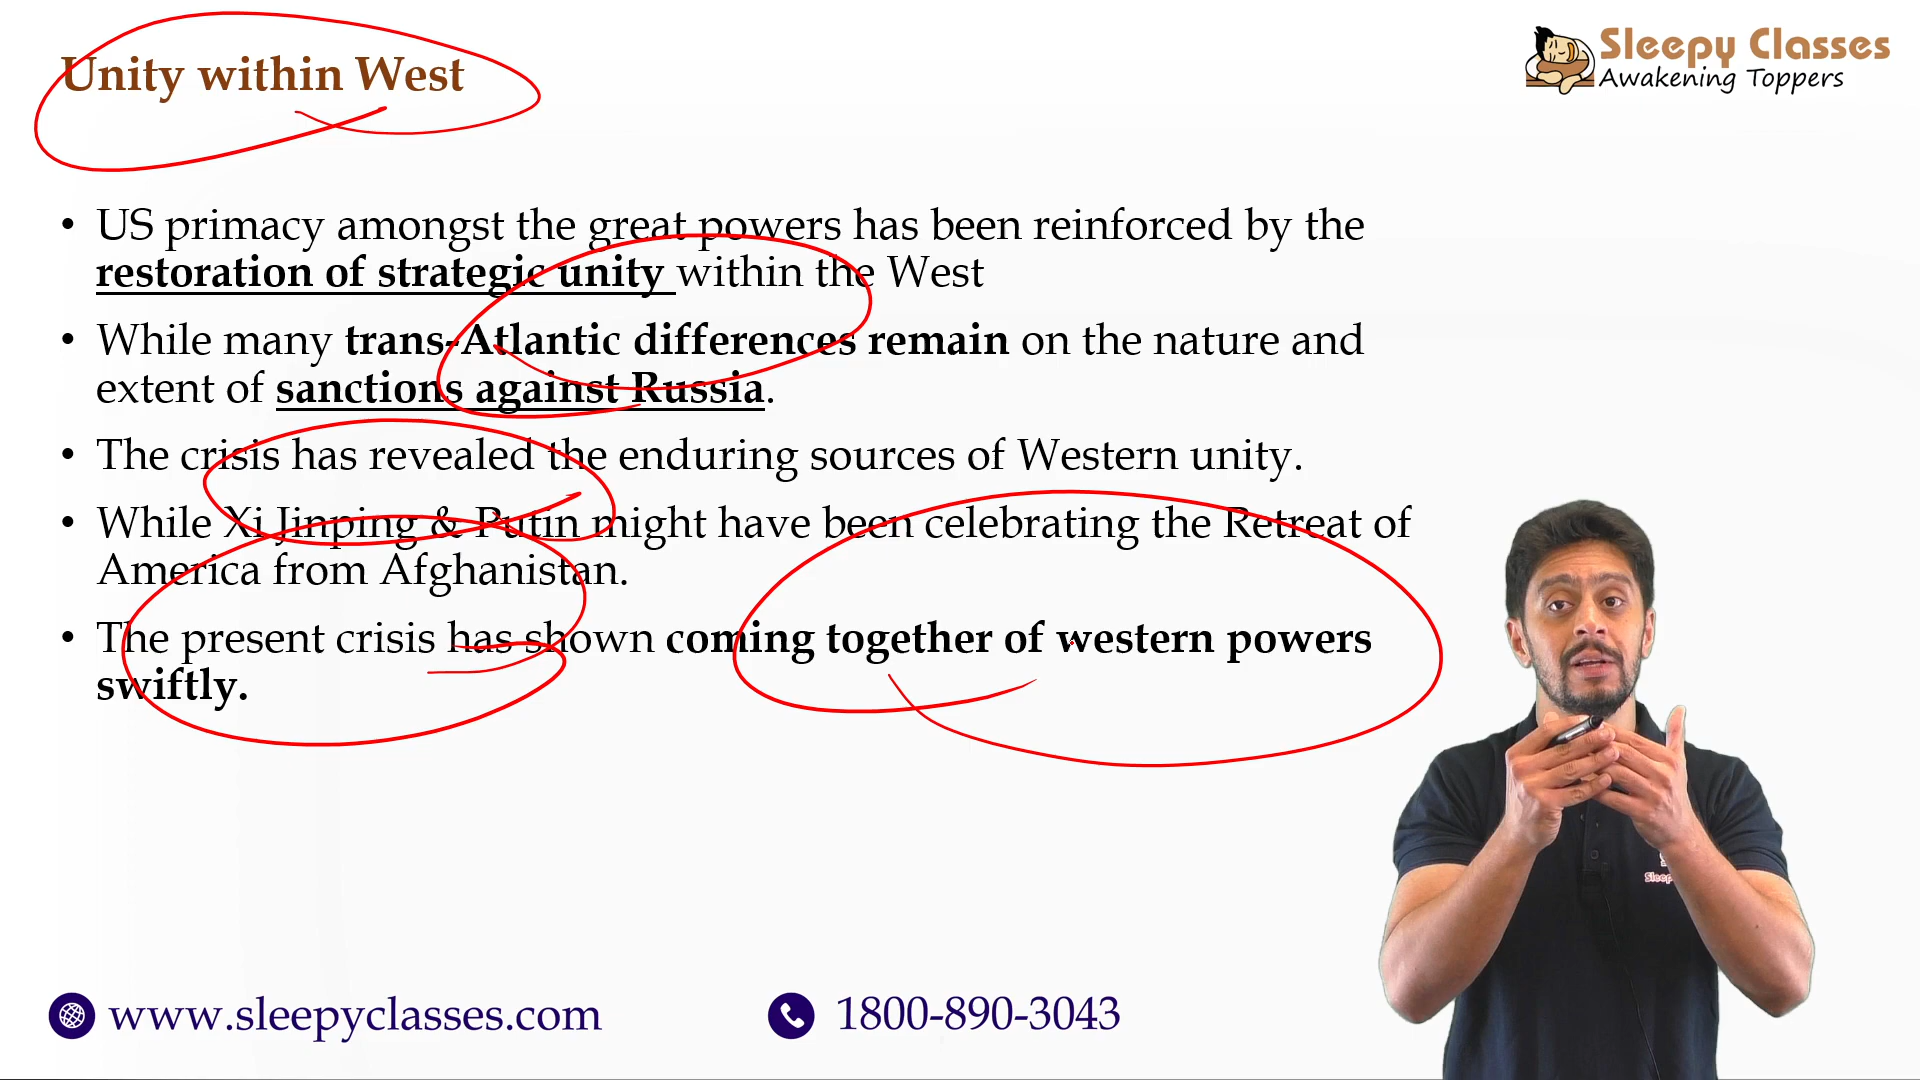 Unity within West
Sleepy Classes
Awakening Toppers
• US primacy amongst the great powers has been reinforced by the
restoration of strategic unity within the West
• While many trans-Atlantic differences remain on the nature and
extent of sanctions against Russia.
• The crisis has revealed the enduring sources of Western unity.
• While Xi Jinping & Putin might have been celebrating the Retreat of
America from Afghanistan.
• The present crisis has shown coming together of western powers
swiftly.
www.sleepyclasses.com
1800-890-3043